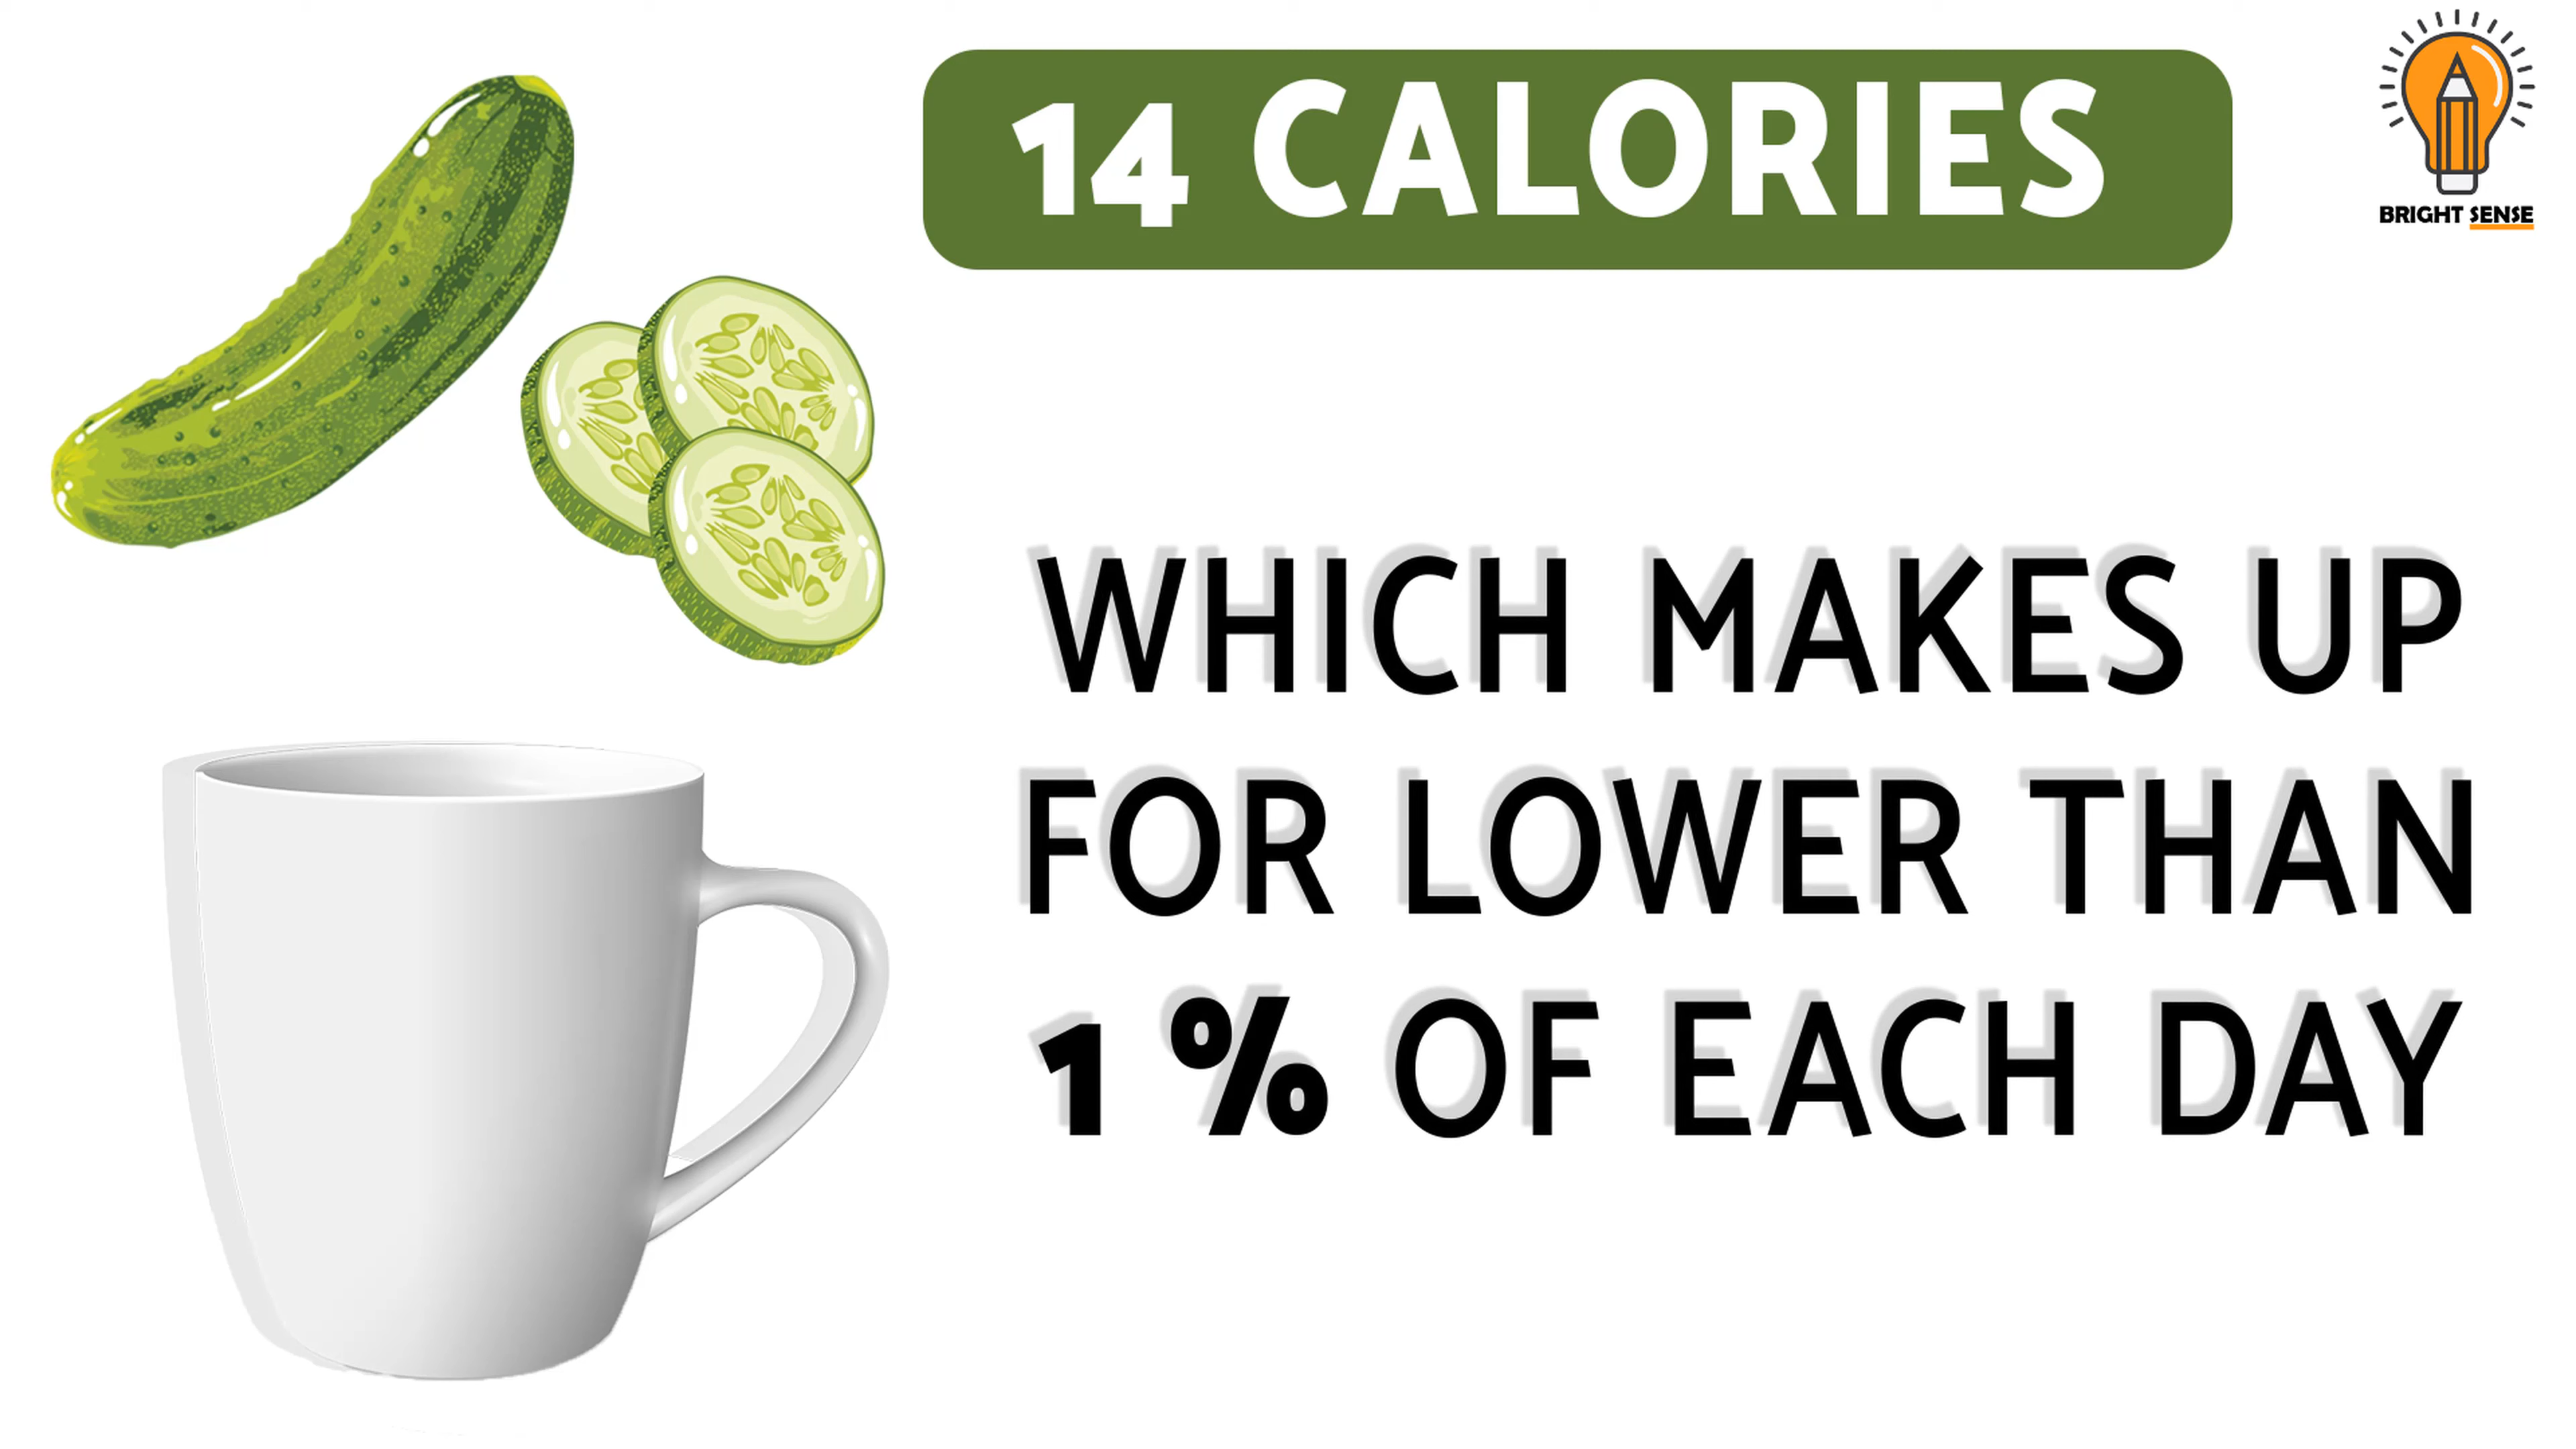 14 CALORIES
BRIGHT SENSE
WHICH MAKES UP
FOR LOWER THAN
1 % OF EACH DAY